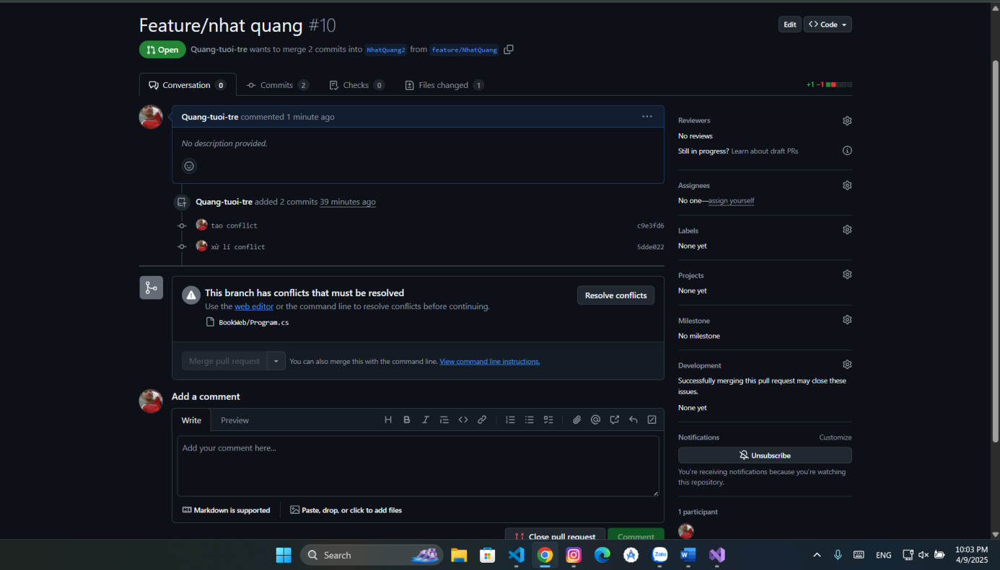 Feature/nhat quang #10
Edit
Code
Open
Quang-tuoi-tre wants to merge 2 commits into NhatQuang2 from feature/NhatQuang
Conversation 0
Commits 2
Checks 0
Files changed 1
+1 −1
Quang-tuoi-tre commented 1 minute ago
No description provided.
Quang-tuoi-tre added 2 commits 39 minutes ago
tao conflict
c9e3fd6
xử lí conflict
5dde022
This branch has conflicts that must be resolved
Use the web editor or the command line to resolve conflicts before continuing.
BookWeb/Program.cs
Resolve conflicts
Merge pull request
You can also merge this with the command line. View command line instructions.
Add a comment
Write
Preview
Add your comment here...
Markdown is supported
Paste, drop, or click to add files
Close pull request
Comment
Reviewers
No reviews
Still in progress? Learn about draft PRs
Assignees
No one—assign yourself
Labels
None yet
Projects
None yet
Milestone
No milestone
Development
Successfully merging this pull request may close these
issues.
None yet
Notifications
Customize
Unsubscribe
You're receiving notifications because you're watching
this repository.
1 participant
Search
Zalo
ENG
10:03 PM
4/9/2025